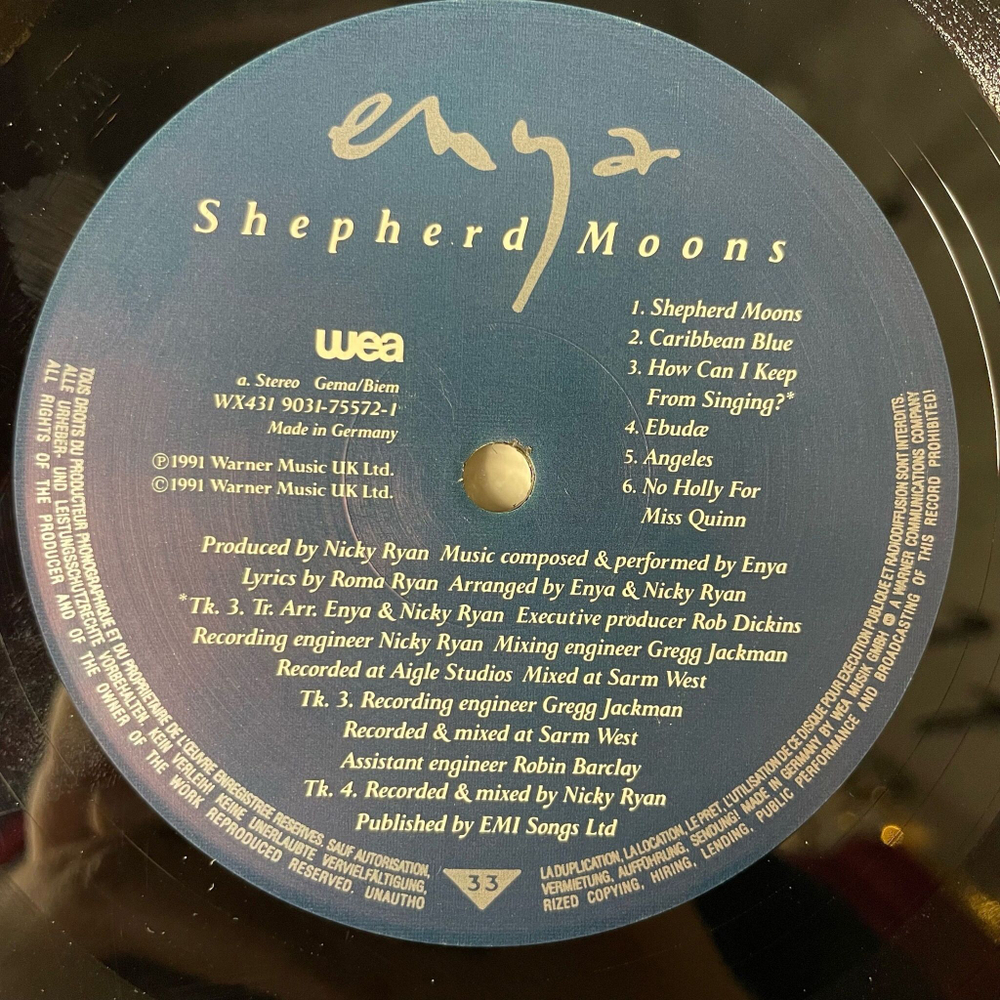 enya
Shepherd Moons
1. Shepherd Moons
2. Caribbean Blue
3. How Can I Keep
From Singing?*
4. Ebudæ
5. Angeles
6. No Holly For
Miss Quinn
wea
a. Stereo Gema/Biem
WX431 9031-75572-1
Made in Germany
℗1991 Warner Music UK Ltd.
©1991 Warner Music UK Ltd.
Produced by Nicky Ryan Music composed & performed by Enya
Lyrics by Roma Ryan Arranged by Enya & Nicky Ryan
*Tk. 3. Tr. Arr. Enya & Nicky Ryan Executive producer Rob Dickins
Recording engineer Nicky Ryan Mixing engineer Gregg Jackman
Recorded at Aigle Studios Mixed at Sarm West
Tk. 3. Recording engineer Gregg Jackman
Recorded & mixed at Sarm West
Assistant engineer Robin Barclay
Tk. 4. Recorded & mixed by Nicky Ryan
Published by EMI Songs Ltd
33
TOUS DROITS DU PRODUCTEUR PHONOGRAPHIQUE ET DU PROPRIETAIRE DE L'ŒUVRE ENREGISTREE RESERVES. SAUF AUTORISATION,
ALLE URHEBER- UND LEISTUNGSSCHUTZRECHTE VORBEHALTEN. KEIN VERLEIH! KEINE UNERLAUBTE VERVIELFÄLTIGUNG,
ALL RIGHTS OF THE PRODUCER AND OF THE OWNER OF THE WORK REPRODUCED RESERVED. UNAUTHO
LA DUPLICATION, LA LOCATION, LE PRET, L'UTILISATION DE CE DISQUE POUR EXECUTION PUBLIQUE ET RADIODIFFUSION SONT INTERDITS.
VERMIETUNG, AUFFÜHRUNG, SENDUNG! MADE IN GERMANY BY WEA MUSIK GMBH A WARNER COMMUNICATIONS COMPANY
RIZED COPYING, HIRING, LENDING, PUBLIC PERFORMANCE AND BROADCASTING OF THIS RECORD PROHIBITED!